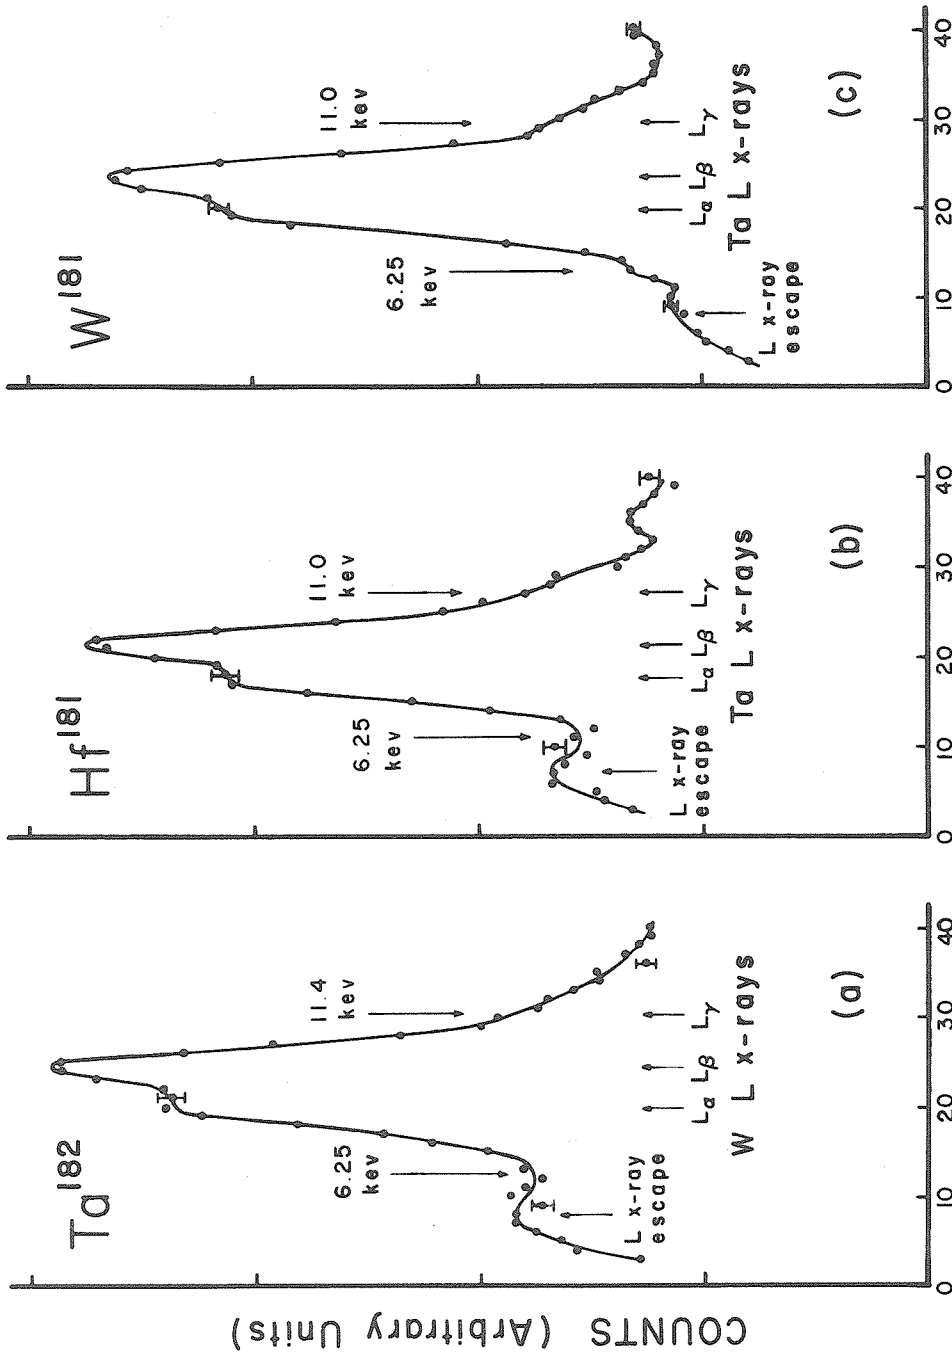 COUNTS (Arbitrary Units)
Ta182
6.25
kev
11.4
kev
L x-ray
escape
Lα Lβ Lγ
W L x-rays
(a)
0 10 20 30 40
Hf181
6.25
kev
11.0
kev
L x-ray
escape
Lα Lβ Lγ
Ta L x-rays
(b)
0 10 20 30 40
W181
6.25
kev
11.0
kev
L x-ray
escape
Lα Lβ Lγ
Ta L x-rays
(c)
0 10 20 30 40